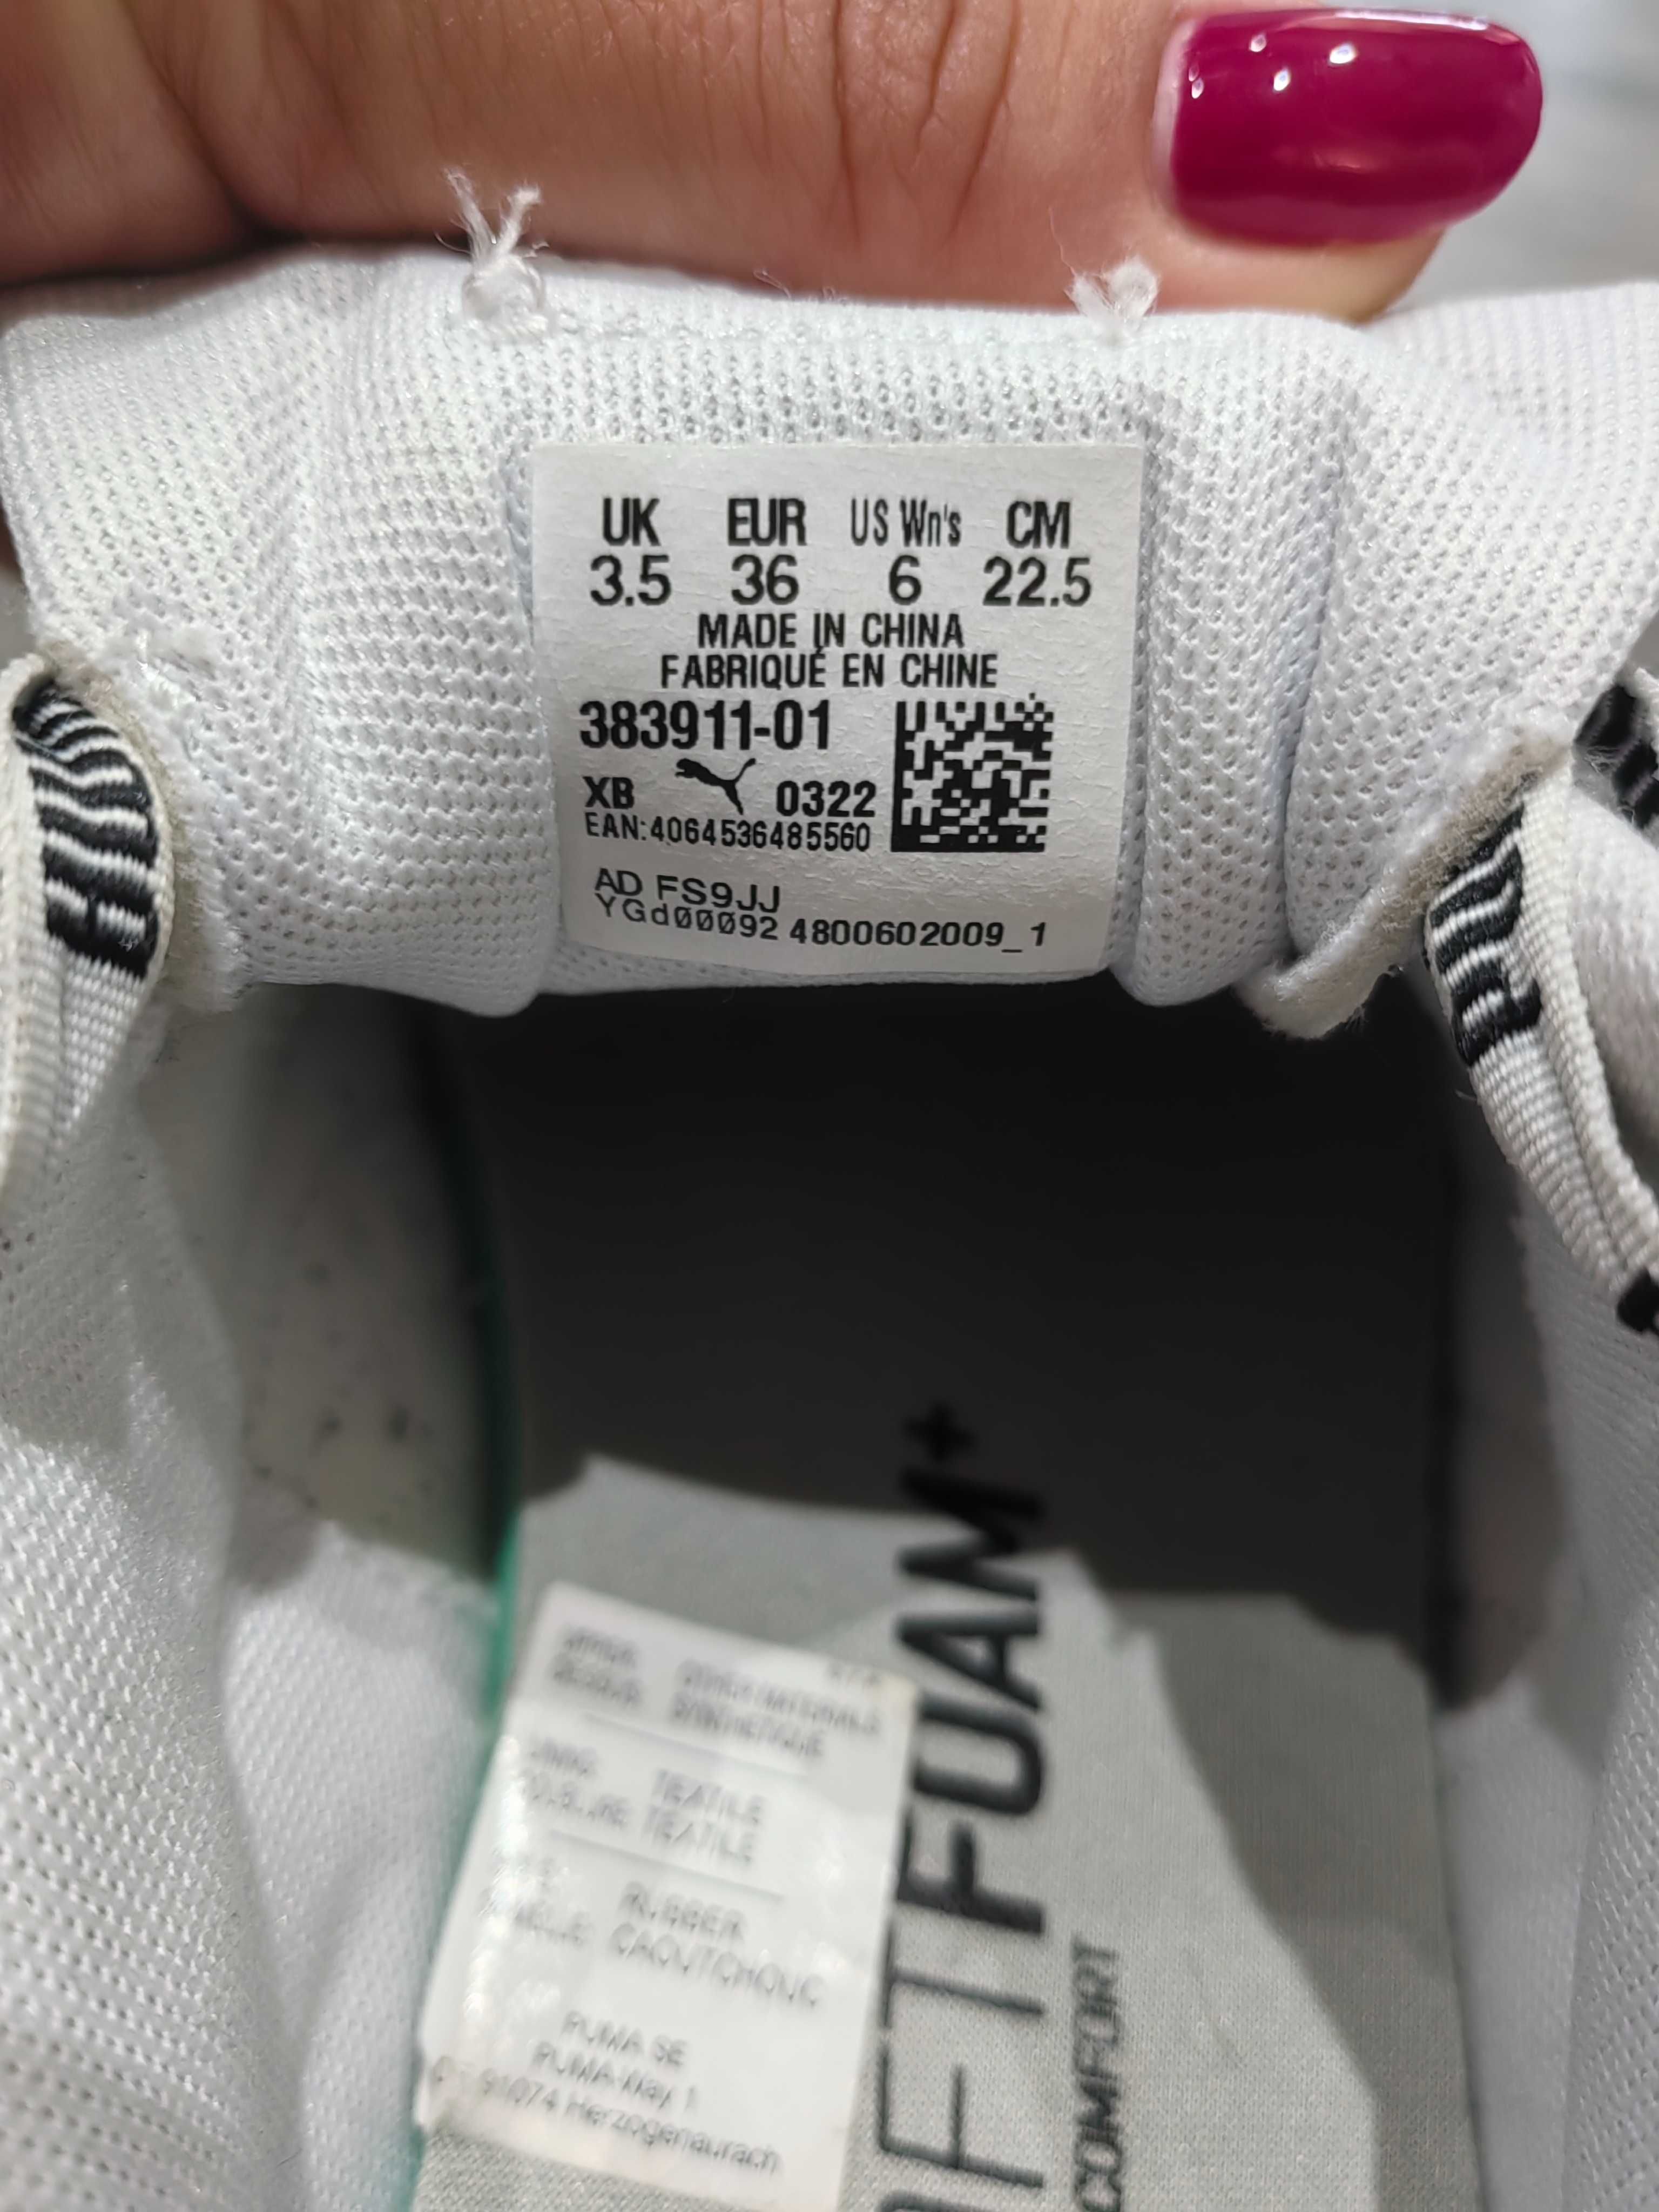 UK EUR US Wn's CM
3.5 36 6 22.5
MADE IN CHINA
FABRIQUÉ EN CHINE
383911-01
XB 0322
EAN:4064536485560
AD FS9JJ
YGd00092 4800602009_1
SOFTFOAM+
COMFORT
TEXTILE
TEXTILE
RUBBER
CAOUTCHOUC
PUMA SE
PUMA Way 1
91074 Herzogenaurach